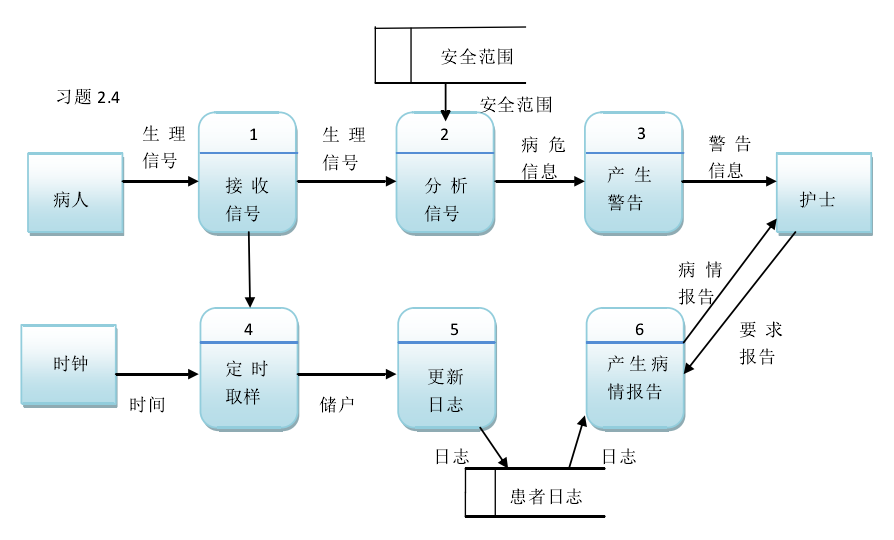 安全范围
习题 2.4
安全范围
生理
信号
1
接收
信号
生理
信号
2
分析
信号
病危
信息
3
产生
警告
警告
信息
病人
护士
病情
报告
要求
报告
时钟
时间
4
定时
取样
储户
5
更新
日志
6
产生病
情报告
日志
日志
患者日志